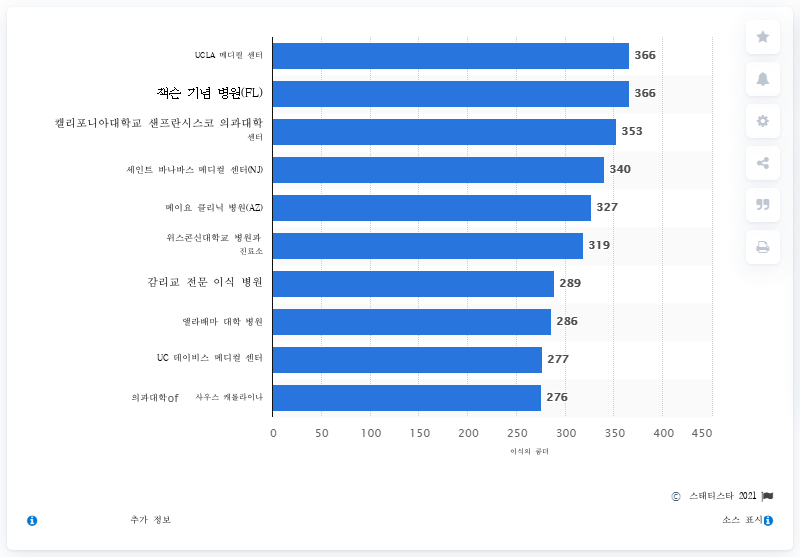 UCLA 메디컬 센터
366
잭슨 기념 병원(FL)
366
캘리포니아대학교 샌프란시스코 의과대학
센터
353
세인트 바나바스 메디컬 센터(NJ)
340
메이요 클리닉 병원(AZ)
327
위스콘신대학교 병원과
진료소
319
감리교 전문 이식 병원
289
앨라배마 대학 병원
286
UC 데이비스 메디컬 센터
277
의과대학of 사우스 캐롤라이나
276
0 50 100 150 200 250 300 350 400 450
이식의
© 스태티스타 2021
추가 정보
소스 표시